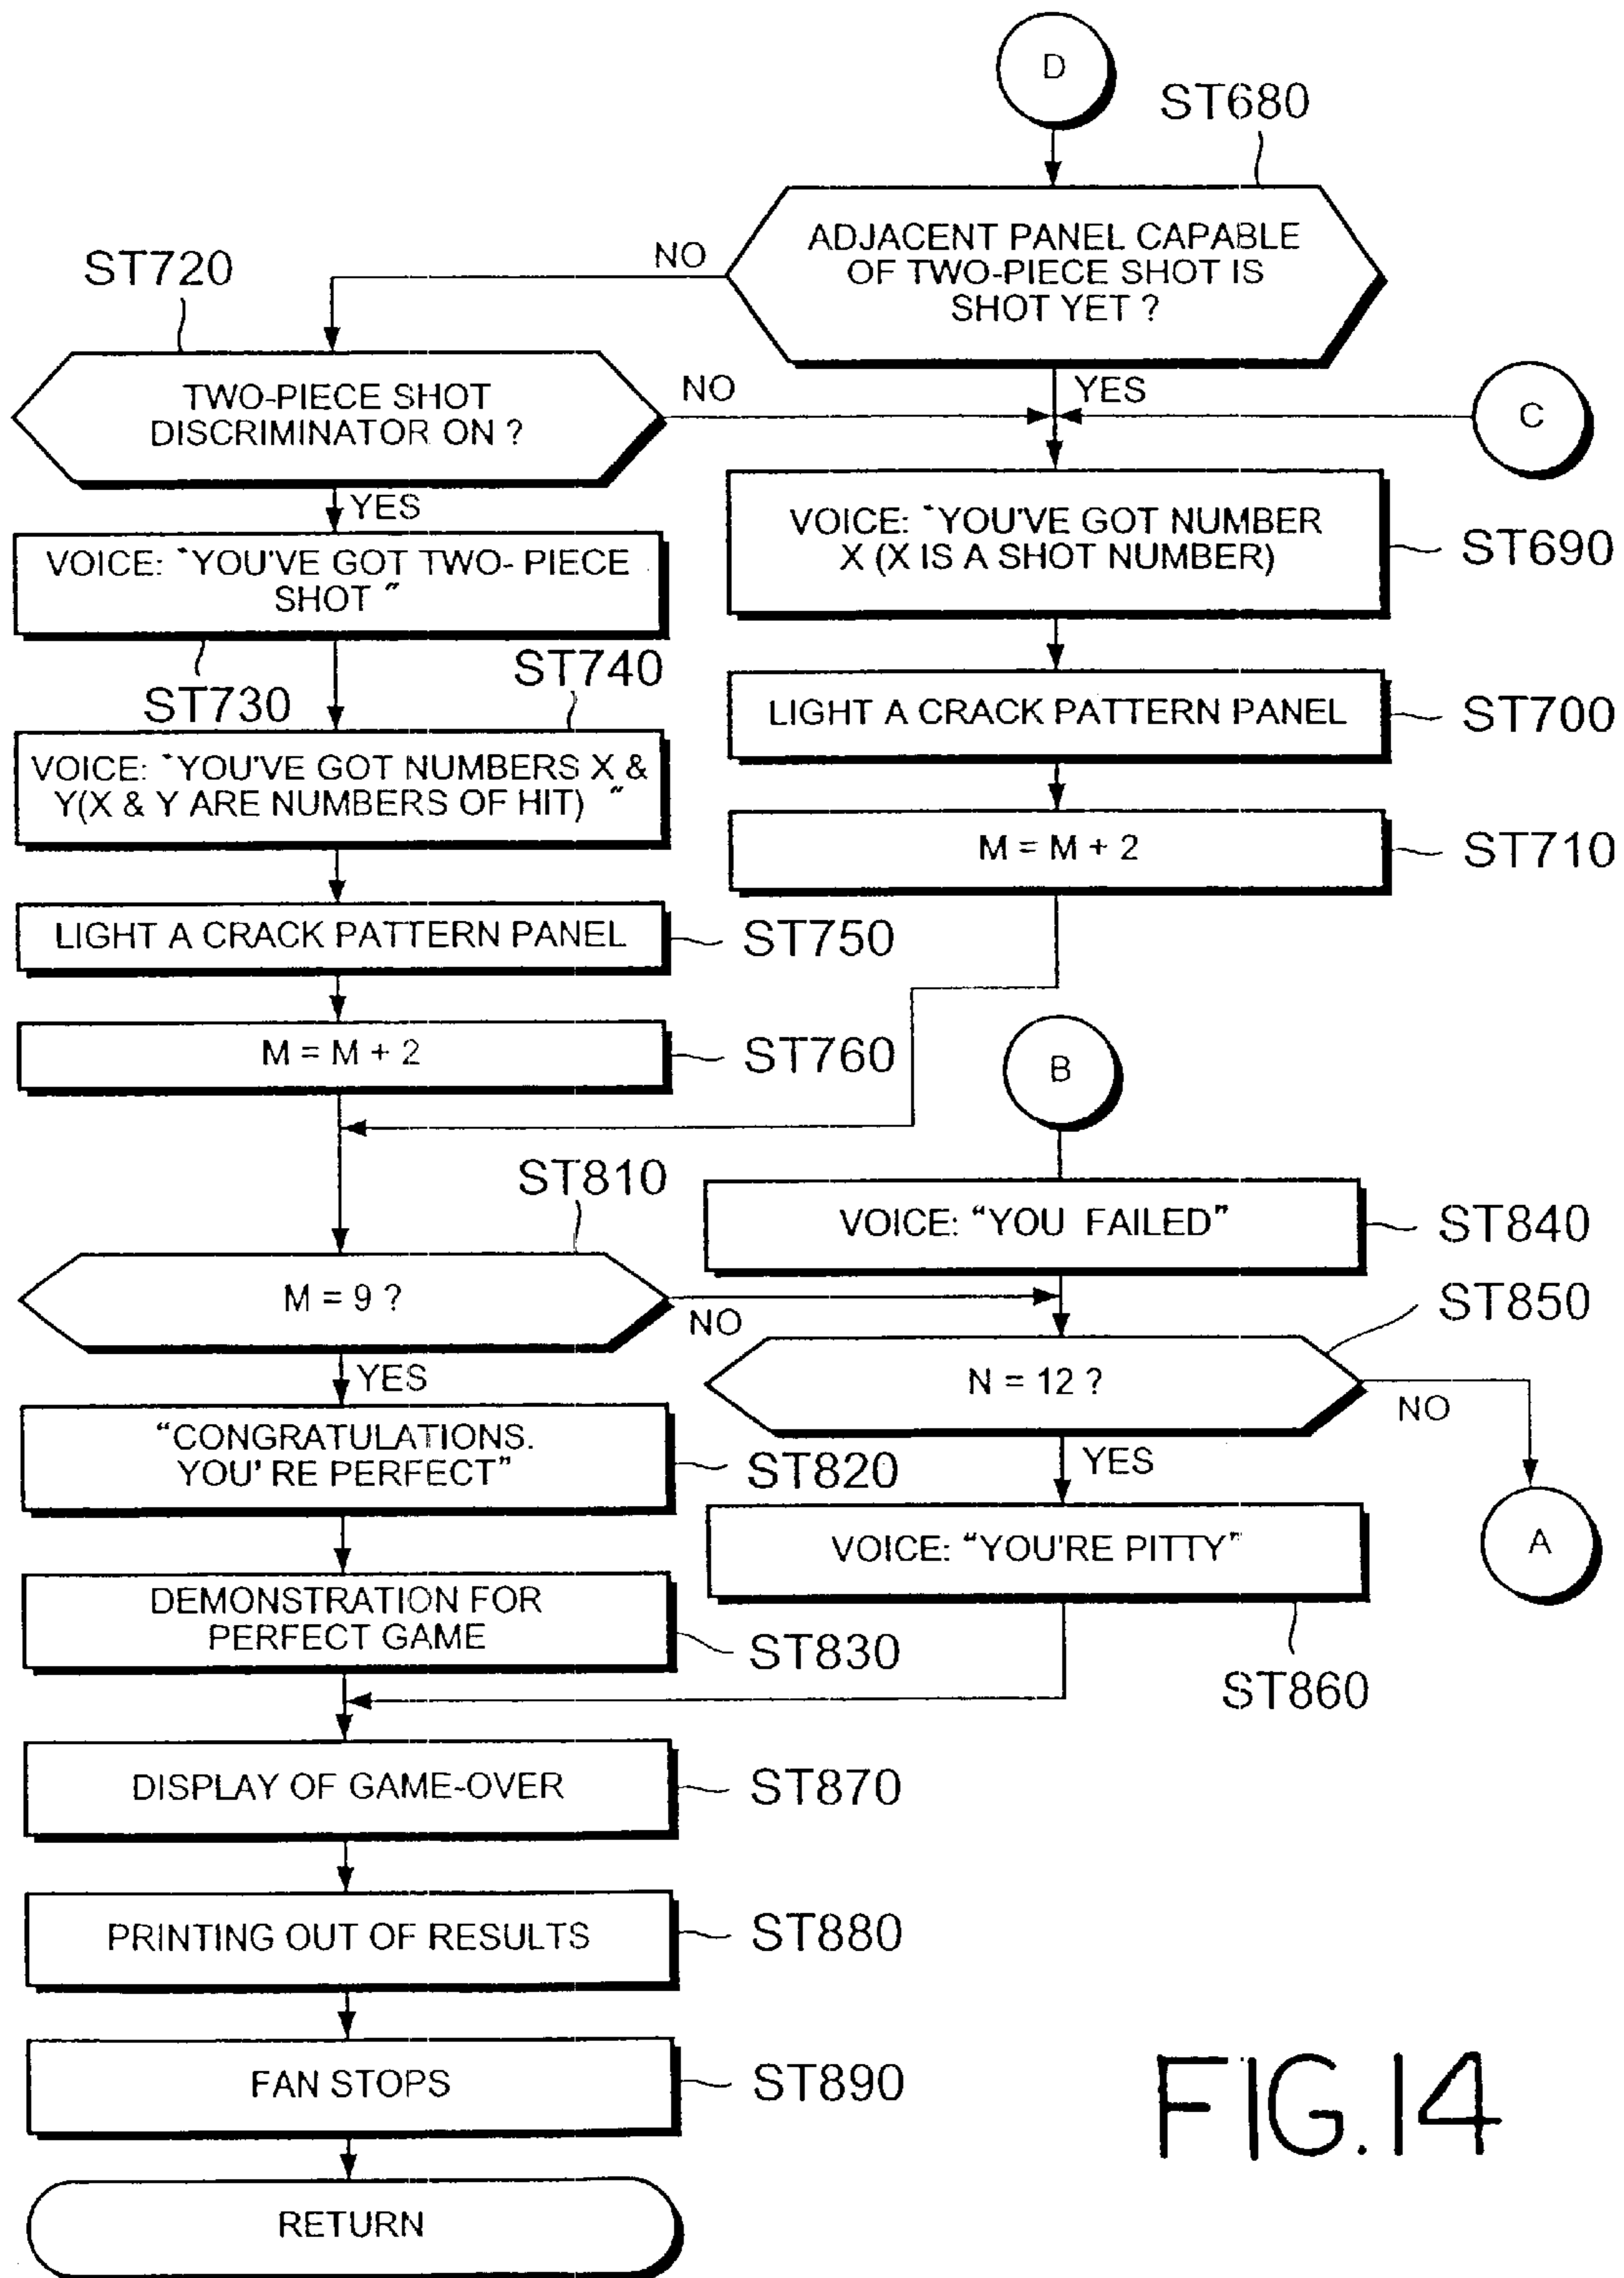 D
ST680
ADJACENT PANEL CAPABLE
OF TWO-PIECE SHOT IS
SHOT YET ?
NO
YES
ST720
TWO-PIECE SHOT
DISCRIMINATOR ON ?
NO
YES
C
VOICE: "YOU'VE GOT TWO- PIECE
SHOT "
ST730
VOICE: "YOU'VE GOT NUMBER
X (X IS A SHOT NUMBER)
ST690
ST740
VOICE: "YOU'VE GOT NUMBERS X &
Y(X & Y ARE NUMBERS OF HIT) "
LIGHT A CRACK PATTERN PANEL
ST700
M = M + 2
ST710
LIGHT A CRACK PATTERN PANEL
ST750
M = M + 2
ST760
B
ST810
M = 9 ?
NO
YES
VOICE: "YOU FAILED"
ST840
ST850
N = 12 ?
NO
YES
A
"CONGRATULATIONS.
YOU' RE PERFECT"
ST820
VOICE: "YOU'RE PITTY"
ST860
DEMONSTRATION FOR
PERFECT GAME
ST830
DISPLAY OF GAME-OVER
ST870
PRINTING OUT OF RESULTS
ST880
FAN STOPS
ST890
RETURN
FIG.14